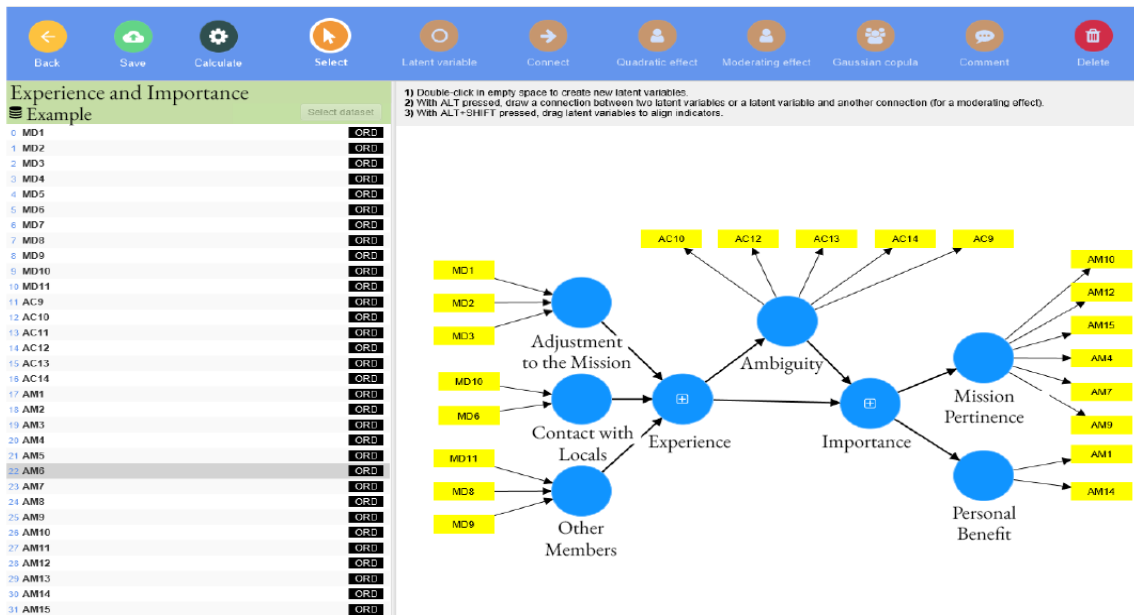 Back
Save
Calculate
Select
Latent variable
Connect
Quadratic effect
Moderating effect
Gaussian copula
Comment
Delete
Experience and Importance
Example
Select dataset
1) Double-click in empty space to create new latent variables.
2) With ALT pressed, draw a connection between two latent variables or a latent variable and another connection (for a moderating effect).
3) With ALT+SHIFT pressed, drag latent variables to align indicators.
0 MD1 ORD
1 MD2 ORD
2 MD3 ORD
3 MD4 ORD
4 MD5 ORD
5 MD6 ORD
6 MD7 ORD
7 MD8 ORD
8 MD9 ORD
9 MD10 ORD
10 MD11 ORD
11 AC9 ORD
12 AC10 ORD
13 AC11 ORD
14 AC12 ORD
15 AC13 ORD
16 AC14 ORD
17 AM1 ORD
18 AM2 ORD
19 AM3 ORD
20 AM4 ORD
21 AM5 ORD
22 AM6 ORD
23 AM7 ORD
24 AM8 ORD
25 AM9 ORD
26 AM10 ORD
27 AM11 ORD
28 AM12 ORD
29 AM13 ORD
30 AM14 ORD
31 AM15 ORD
AC10
AC12
AC13
AC14
AC9
MD1
MD2
MD3
Adjustment
to the Mission
MD10
MD6
Contact with
Locals
MD11
MD8
MD9
Other
Members
Experience
Ambiguity
Importance
Mission
Pertinence
Personal
Benefit
AM10
AM12
AM15
AM4
AM7
AM9
AM1
AM14